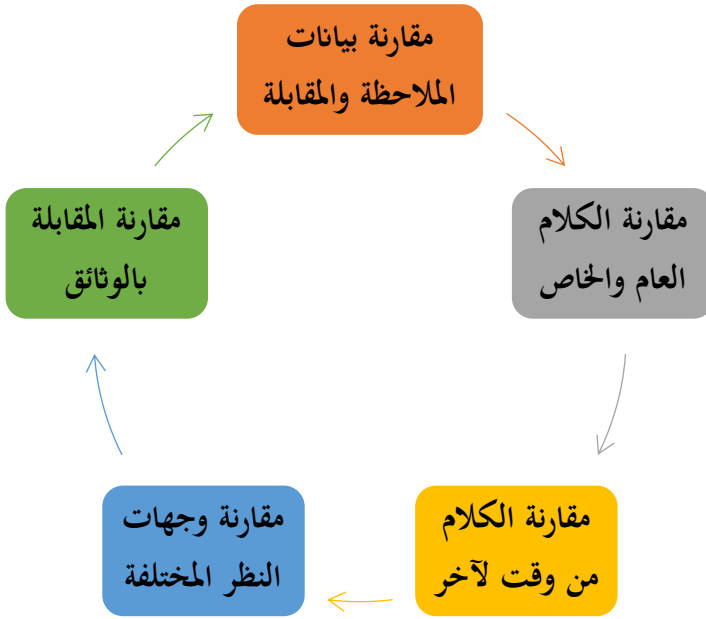 مقارنة بيانات
الملاحظة والمقابلة
مقارنة الكلام
العام والخاص
مقارنة الكلام
من وقت لآخر
مقارنة وجهات
النظر المختلفة
مقارنة المقابلة
بالوثائق